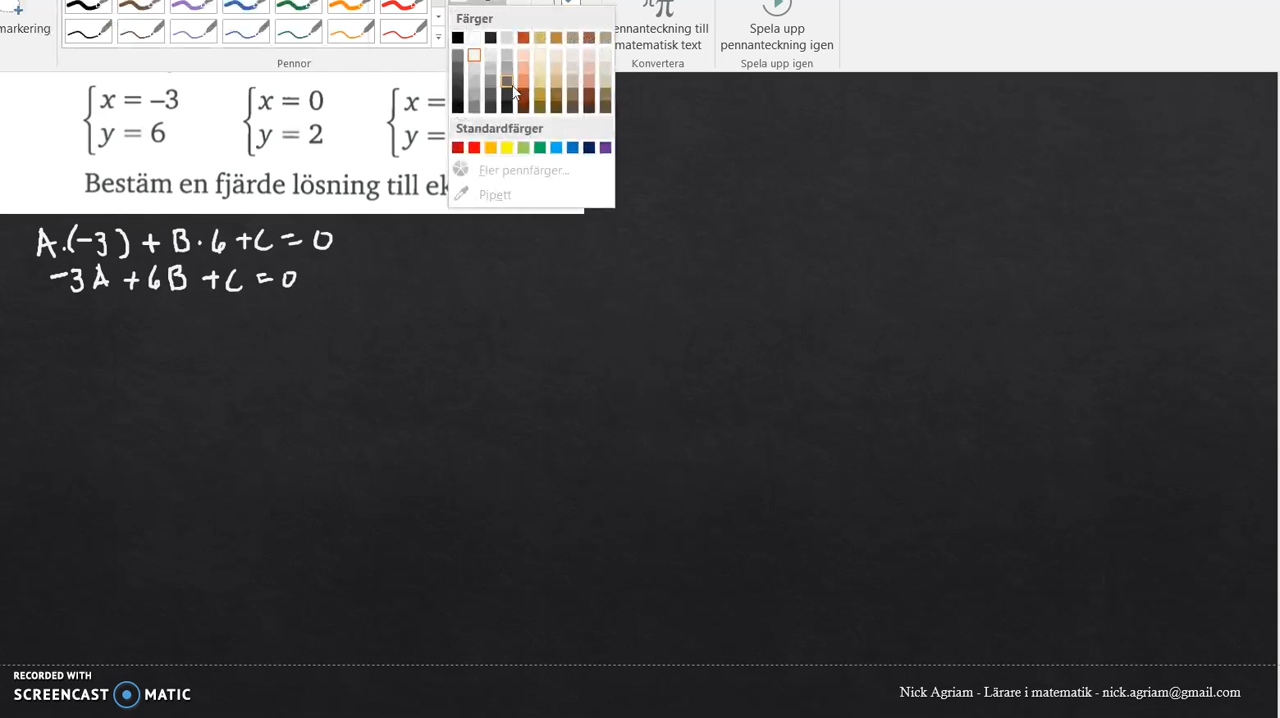 Färger
markering
Pennanteckning till
matematisk text
Spela upp
pennanteckning igen
Pennor
Konvertera
Spela upp igen
x = –3
y = 6
x = 0
y = 2
x =
y =
Standardfärger
Fler pennfärger...
Pipett
Bestäm en fjärde lösning till ek
A·(-3) + B·6 + C = 0
-3A + 6B + C = 0
RECORDED WITH
SCREENCAST MATIC
Nick Agriam - Lärare i matematik - nick.agriam@gmail.com